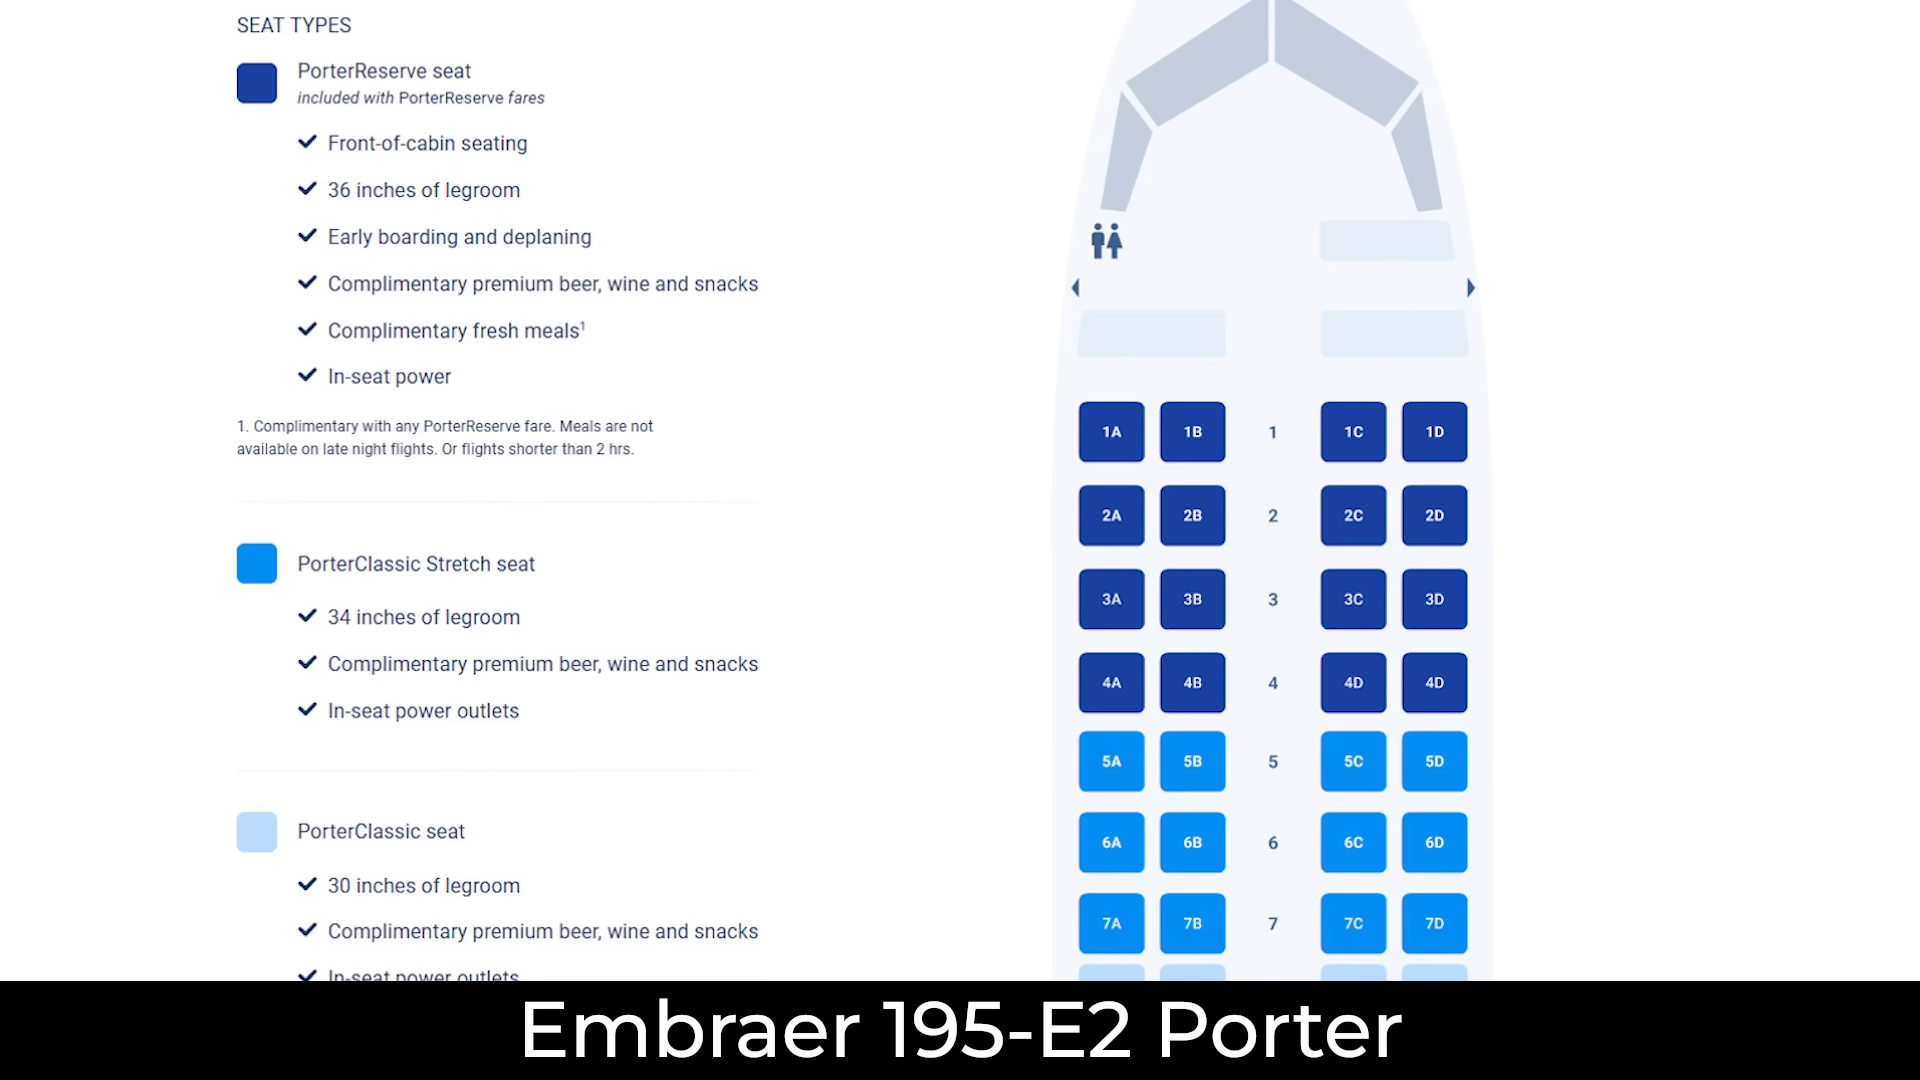 SEAT TYPES
PorterReserve seat
included with PorterReserve fares
Front-of-cabin seating
36 inches of legroom
Early boarding and deplaning
Complimentary premium beer, wine and snacks
Complimentary fresh meals1
In-seat power
1. Complimentary with any PorterReserve fare. Meals are not
available on late night flights. Or flights shorter than 2 hrs.
PorterClassic Stretch seat
34 inches of legroom
Complimentary premium beer, wine and snacks
In-seat power outlets
PorterClassic seat
30 inches of legroom
Complimentary premium beer, wine and snacks
In-seat power outlets
1A 1B 1 1C 1D
2A 2B 2 2C 2D
3A 3B 3 3C 3D
4A 4B 4 4D 4D
5A 5B 5 5C 5D
6A 6B 6 6C 6D
7A 7B 7 7C 7D
Embraer 195-E2 Porter